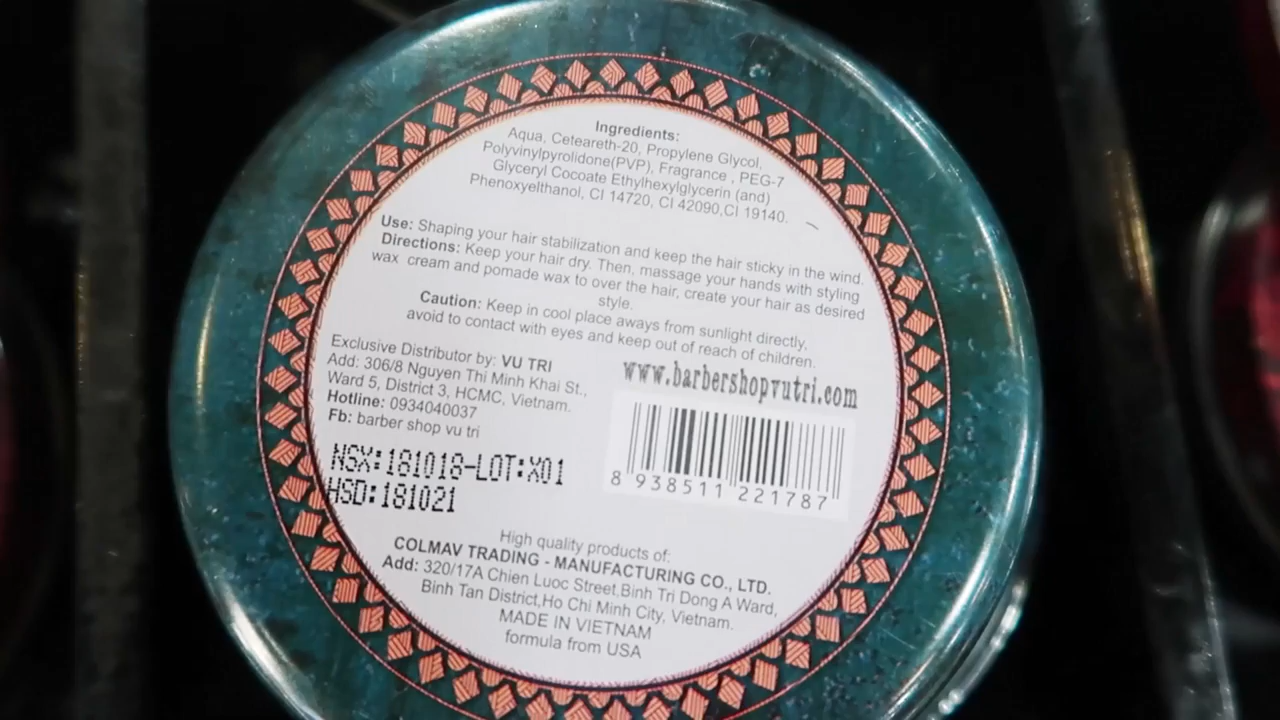 Ingredients:
Aqua, Ceteareth-20, Propylene Glycol,
Polyvinylpyrolidone(PVP), Fragrance , PEG-7
Glyceryl Cocoate Ethylhexylglycerin (and)
Phenoxyelthanol, CI 14720, CI 42090,CI 19140.
Use: Shaping your hair stabilization and keep the hair sticky in the wind.
Directions: Keep your hair dry. Then, massage your hands with styling
wax cream and pomade wax to over the hair, create your hair as desired
style.
Caution: Keep in cool place aways from sunlight directly,
avoid to contact with eyes and keep out of reach of children.
Exclusive Distributor by: VU TRI
Add: 306/8 Nguyen Thi Minh Khai St.,
Ward 5, District 3, HCMC, Vietnam.
Hotline: 0934040037
Fb: barber shop vu tri
www.barbershopvutri.com
NSX:181018-LOT:X01
HSD:181021
8 938511 221787
High quality products of:
COLMAV TRADING - MANUFACTURING CO., LTD.
Add: 320/17A Chien Luoc Street,Binh Tri Dong A Ward,
Binh Tan District,Ho Chi Minh City, Vietnam.
MADE IN VIETNAM
formula from USA